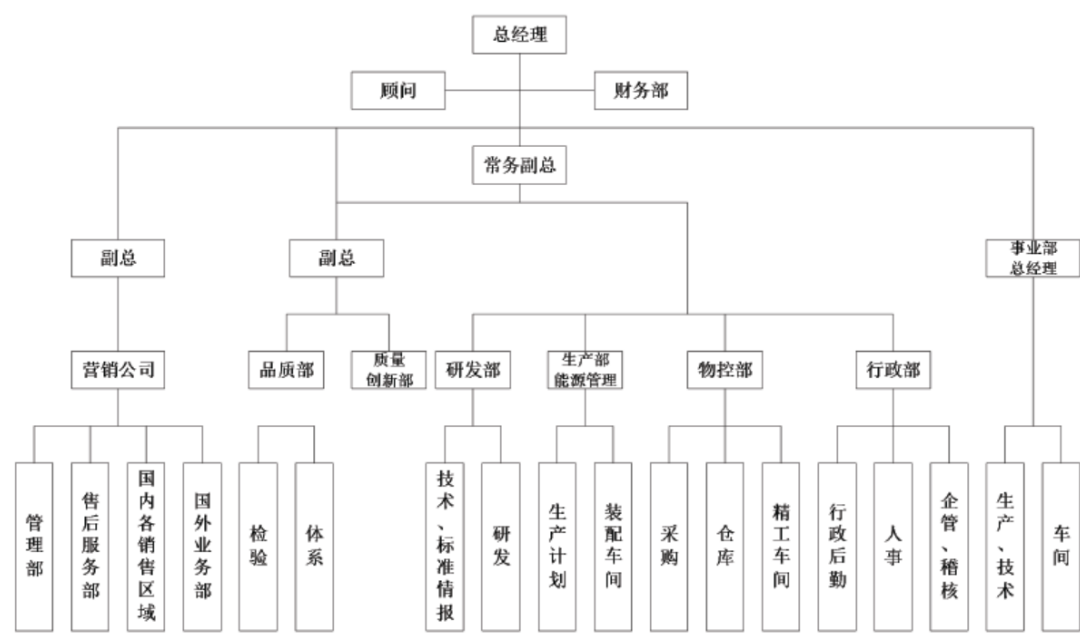 总经理
顾问
财务部
常务副总
副总
副总
事业部
总经理
营销公司
品质部
质量
创新部
研发部
生产部
能源管理
物控部
行政部
管理部
售后服务部
国内各销售区域
国外业务部
检验
体系
技术、标准情报
研发
生产计划
装配车间
采购
仓库
精工车间
行政后勤
人事
企管、稽核
生产、技术
车间